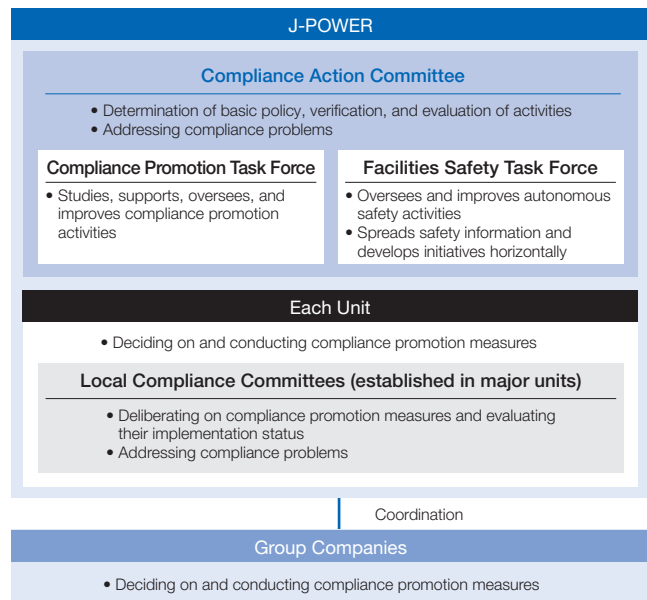 J-POWER
Compliance Action Committee
• Determination of basic policy, verification, and evaluation of activities
• Addressing compliance problems
Compliance Promotion Task Force
• Studies, supports, oversees, and
improves compliance promotion
activities
Facilities Safety Task Force
• Oversees and improves autonomous
safety activities
• Spreads safety information and
develops initiatives horizontally
Each Unit
• Deciding on and conducting compliance promotion measures
Local Compliance Committees (established in major units)
• Deliberating on compliance promotion measures and evaluating
their implementation status
• Addressing compliance problems
Coordination
Group Companies
• Deciding on and conducting compliance promotion measures